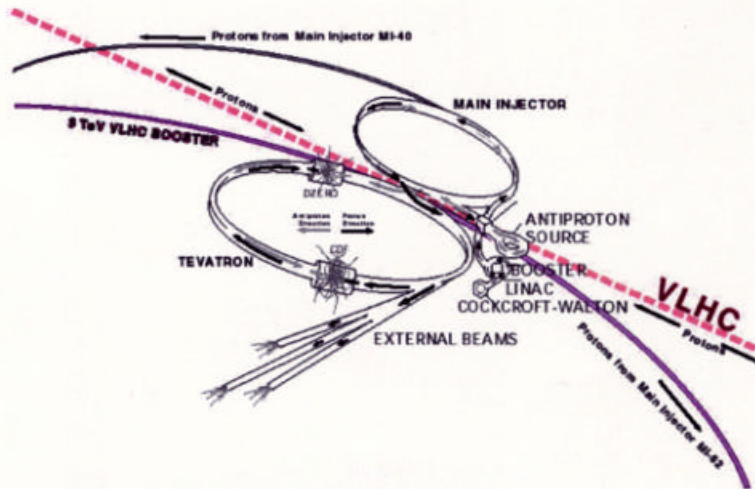 Protons from Main Injector MI-40
Protons
MAIN INJECTOR
3 TeV VLHC BOOSTER
DZERO
ANTIPROTON
SOURCE
Antiproton
Direction
Proton
Direction
CDF
TEVATRON
BOOSTER
LINAC
COCKCROFT-WALTON
VLHC
Protons
EXTERNAL BEAMS
Protons from Main Injector MI-62